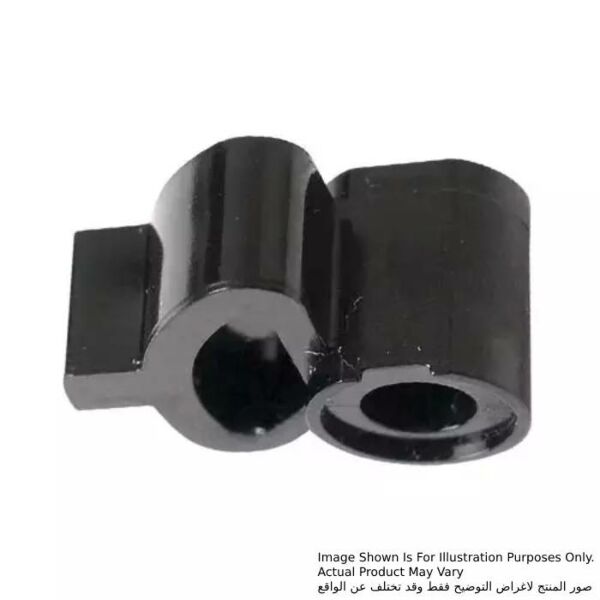 Image Shown Is For Illustration Purposes Only.
Actual Product May Vary
صور المنتج لاغراض التوضيح فقط وقد تختلف عن الواقع